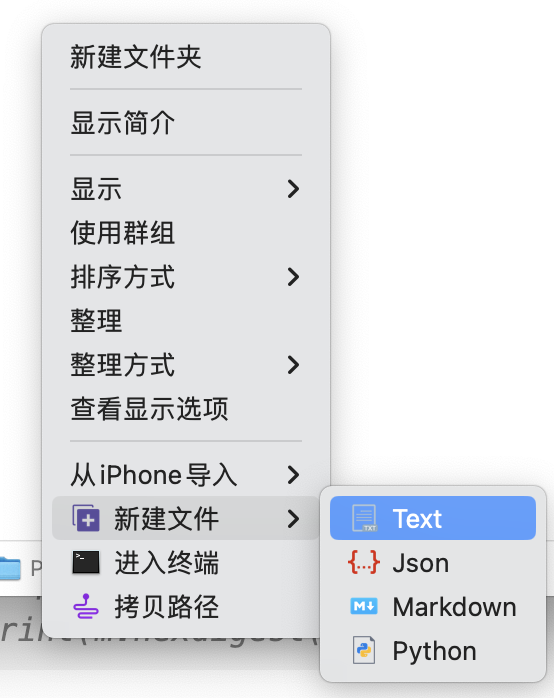 新建文件夹
显示简介
显示
使用群组
排序方式
整理
整理方式
查看显示选项
从iPhone导入
新建文件
进入终端
拷贝路径
TXT
Text
{...}
Json
M
Markdown
Python
P
rint(